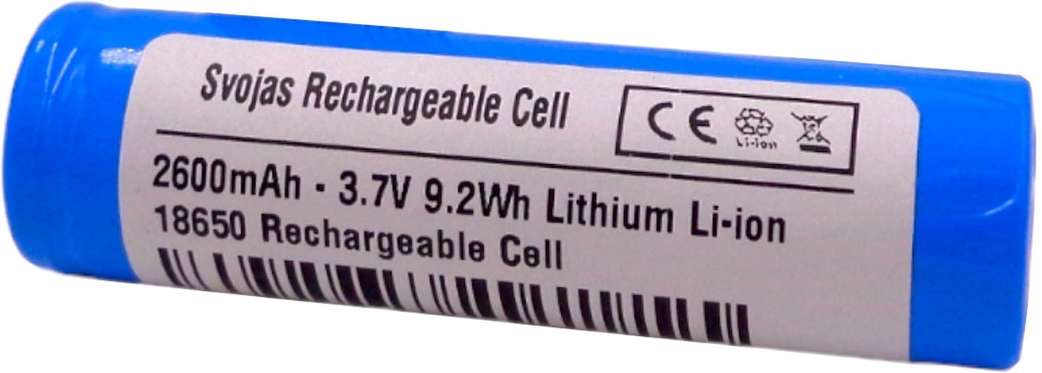 Svojas Rechargeable Cell
CE
Li-ion
2600mAh - 3.7V 9.2Wh Lithium Li-ion
18650 Rechargeable Cell